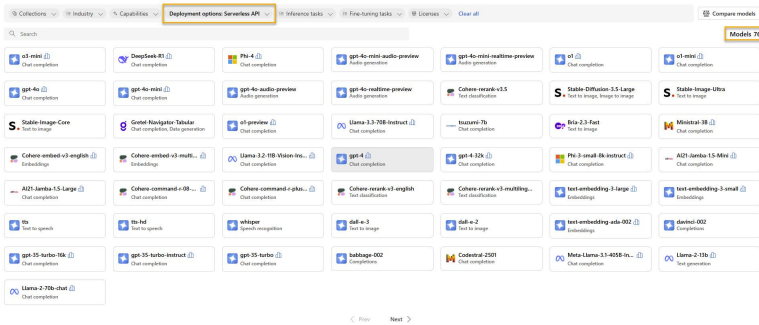 Collections Industry Capabilities Deployment options: Serverless API Inference tasks Fine-tuning tasks Licenses Clear all Compare models
Search Models 76
o3-mini DeepSeek-R1 Phi-4 gpt-4o-mini-audio-preview gpt-4o-mini-realtime-preview o1 o1-mini
Chat completion Chat completion Chat completion Audio generation Audio generation Chat completion Chat completion
gpt-4o gpt-4o-mini gpt-4o-audio-preview gpt-4o-realtime-preview Cohere-rerank-v3.5 Stable-Diffusion-3.5-Large Stable-Image-Ultra
Chat completion Chat completion Audio generation Audio generation Text classification Text to image, Image to image Text to image
Stable-Image-Core Gretel-Navigator-Tabular o1-preview Llama-3.3-70B-Instruct tsuzumi-7b Bria-2.3-Fast Ministral-3B
Text to image Chat completion, Data generation Chat completion Chat completion Chat completion Text to image Chat completion
Cohere-embed-v3-english Cohere-embed-v3-multi... Llama-3.2-11B-Vision-Ins... gpt-4 gpt-4-32k Phi-3-small-8k-instruct AI21-Jamba-1.5-Mini
Embeddings Embeddings Chat completion Chat completion Chat completion Chat completion Chat completion
AI21-Jamba-1.5-Large Cohere-command-r-08-... Cohere-command-r-plus... Cohere-rerank-v3-english Cohere-rerank-v3-multiling... text-embedding-3-large text-embedding-3-small
Chat completion Chat completion Chat completion Text classification Text classification Embeddings Embeddings
tts tts-hd whisper dall-e-3 dall-e-2 text-embedding-ada-002 davinci-002
Text to speech Text to speech Speech recognition Text to image Text to image Embeddings Completions
gpt-35-turbo-16k gpt-35-turbo-instruct gpt-35-turbo babbage-002 Codestral-2501 Meta-Llama-3.1-405B-In... Llama-2-13b
Chat completion Chat completion Chat completion Completions Chat completion Chat completion Text generation
Llama-2-70b-chat
Chat completion
Prev Next